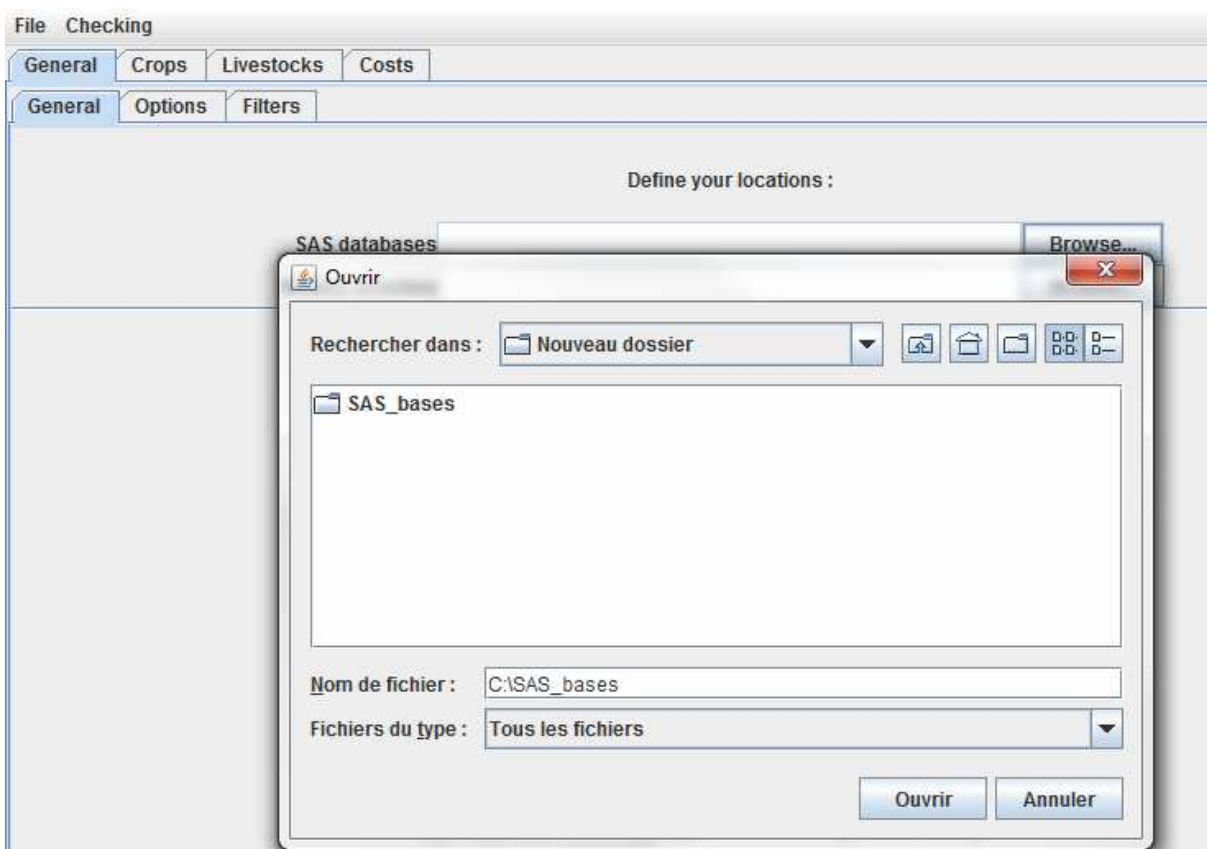 File Checking
General Crops Livestocks Costs
General Options Filters
Define your locations :
SAS databases Browse...
Ouvrir
Rechercher dans : Nouveau dossier
SAS_bases
Nom de fichier : C:\SAS_bases
Fichiers du type : Tous les fichiers
Ouvrir Annuler